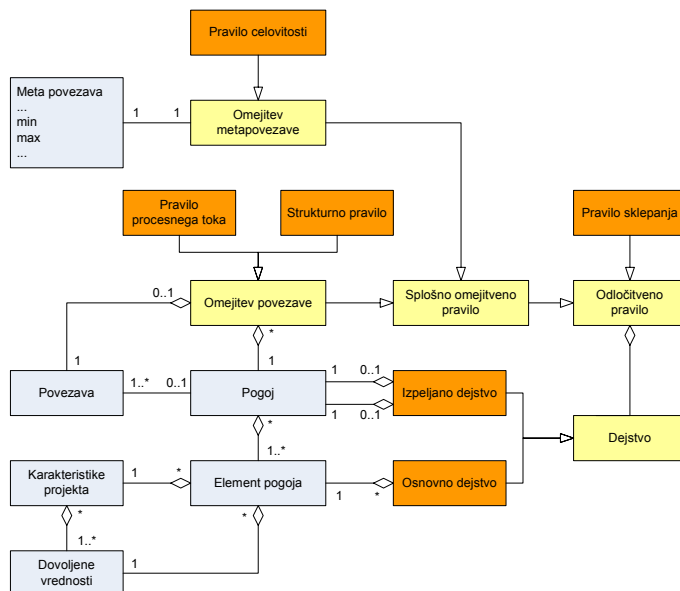 Pravilo celovitosti
Meta povezava
...
min
max
...
1
1
Omejitev
metapovezave
Pravilo
procesnega toka
Strukturno pravilo
Pravilo sklepanja
0..1
Omejitev povezave
Splošno omejitveno
pravilo
Odločitveno
pravilo
*
1
1
Povezava
1..*
0..1
Pogoj
1
0..1
1
0..1
Izpeljano dejstvo
Dejstvo
*
1..*
Karakteristike
projekta
1
*
Element pogoja
1
*
Osnovno dejstvo
*
1..*
*
Dovoljene
vrednosti
1